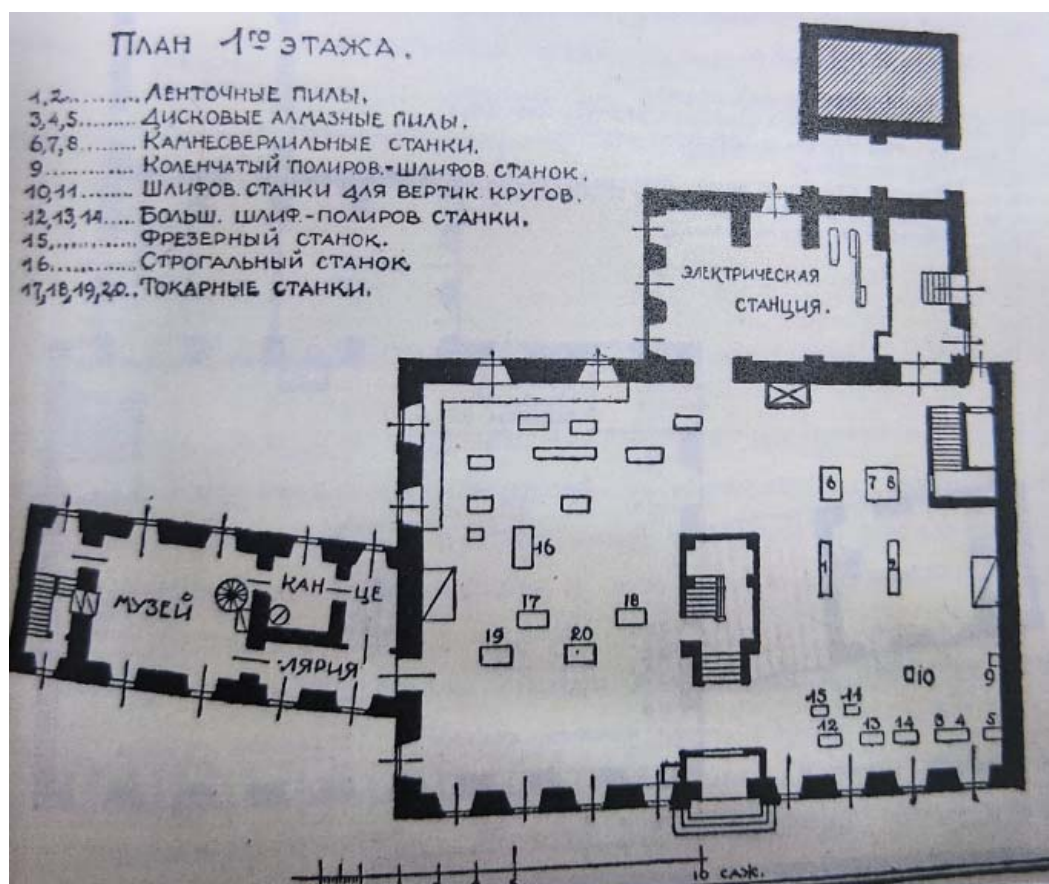 План 1го этажа.
1,2.......... Ленточные пилы.
3,4,5....... Дисковые алмазные пилы.
6,7,8....... Камнесверлильные станки.
9............ Коленчатый полиров.-шлифов. станок.
10,11....... Шлифов. станки для вертик кругов.
12,13,14.... Больш. шлиф.-полиров станки.
15........... Фрезерный станок.
16........... Строгальный станок.
17,18,19,20.. Токарные станки.
Электрическая
станция.
6
7 8
16
1
2
Музей
Кан-це
лярия
17
18
19
20
10
9
15
11
12
13
14
3 4
5
10 саж.